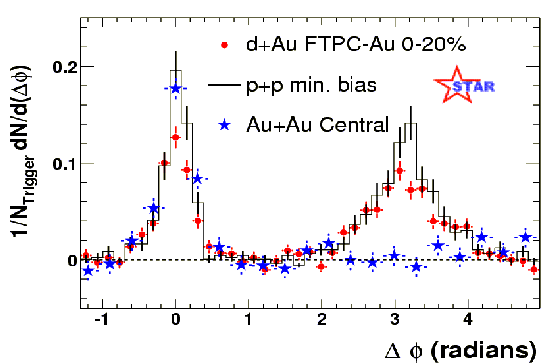 d+Au FTPC-Au 0-20%
p+p min. bias
Au+Au Central
STAR
1/N_Trigger dN/d(Δϕ)
0.2
0.1
0
-1 0 1 2 3 4
Δ ϕ (radians)